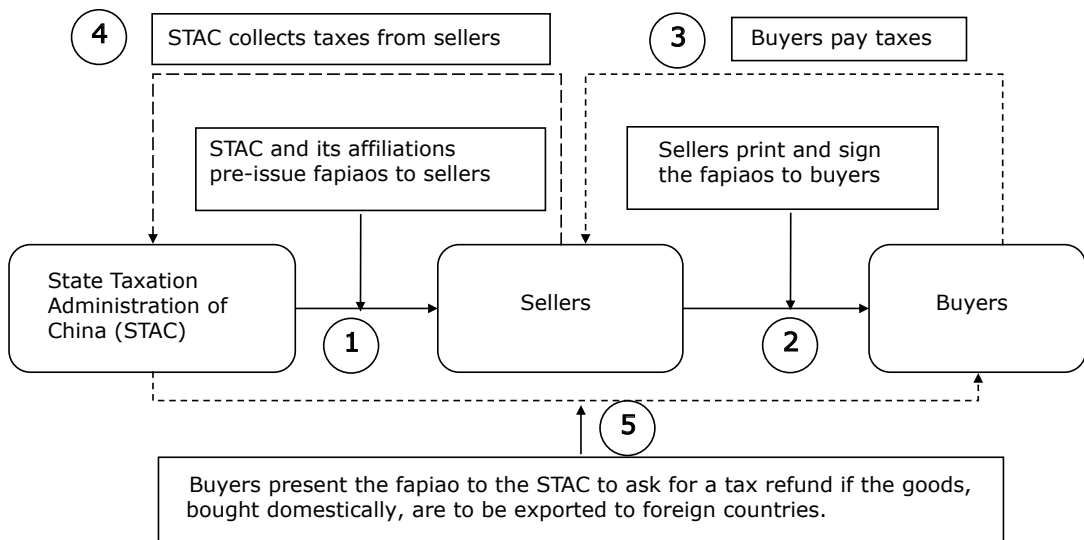 4
STAC collects taxes from sellers
3
Buyers pay taxes
STAC and its affiliations
pre-issue fapiaos to sellers
Sellers print and sign
the fapiaos to buyers
State Taxation
Administration of
China (STAC)
Sellers
Buyers
1
2
5
Buyers present the fapiao to the STAC to ask for a tax refund if the goods,
bought domestically, are to be exported to foreign countries.